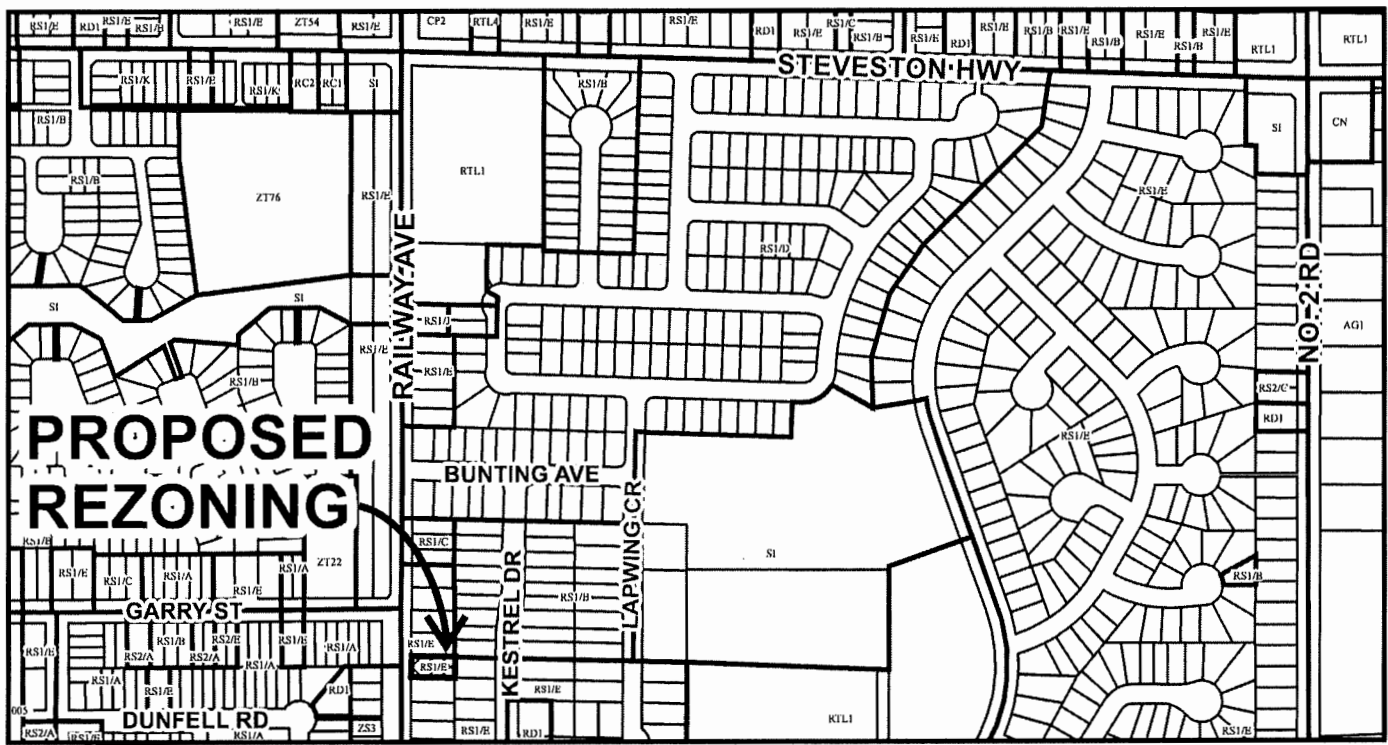 RS1/E RD1 RS1/E RS1/B RS1/E ZT54 RS1/E CP2 RTL4 RS1/E RS1/E RD1 RS1/E RS1/C RS1/B RS1/E RD1 RS1/E RS1/B RS1/E RS1/B RS1/E RS1/B RS1/E RTL1 RTL1
STEVESTON HWY
RS1/K RS1/E RS1/K RC2 RC1 SI RS1/B
RS1/B SI CN
RTL1
RS1/B ZT76 RS1/E RS1/E
RAILWAY AVE
RS1/D
NO. 2 RD
SI SI
RS1/J AG1
RS1/E RS1/B RS1/E
RS2/C
RD1
PROPOSED
REZONING
RS1/E
BUNTING AVE
LAPWING CR
KESTREL DR
RS1/B RS1/C
RS1/E RS1/C RS1/A RS1/E RS1/A ZT22 SI
RS1/B RS1/B
GARRY ST
RS1/E RS1/B RS2/E RS1/E RS1/A RS1/E
RS2/A RS2/A RS1/A RS1/E
RS1/A RS1/E RD1 RS1/E
DUNFELL RD
005 RTL1
RS2/A RS1/E RS1/A ZS3 RS1/E RD1 RS1/E